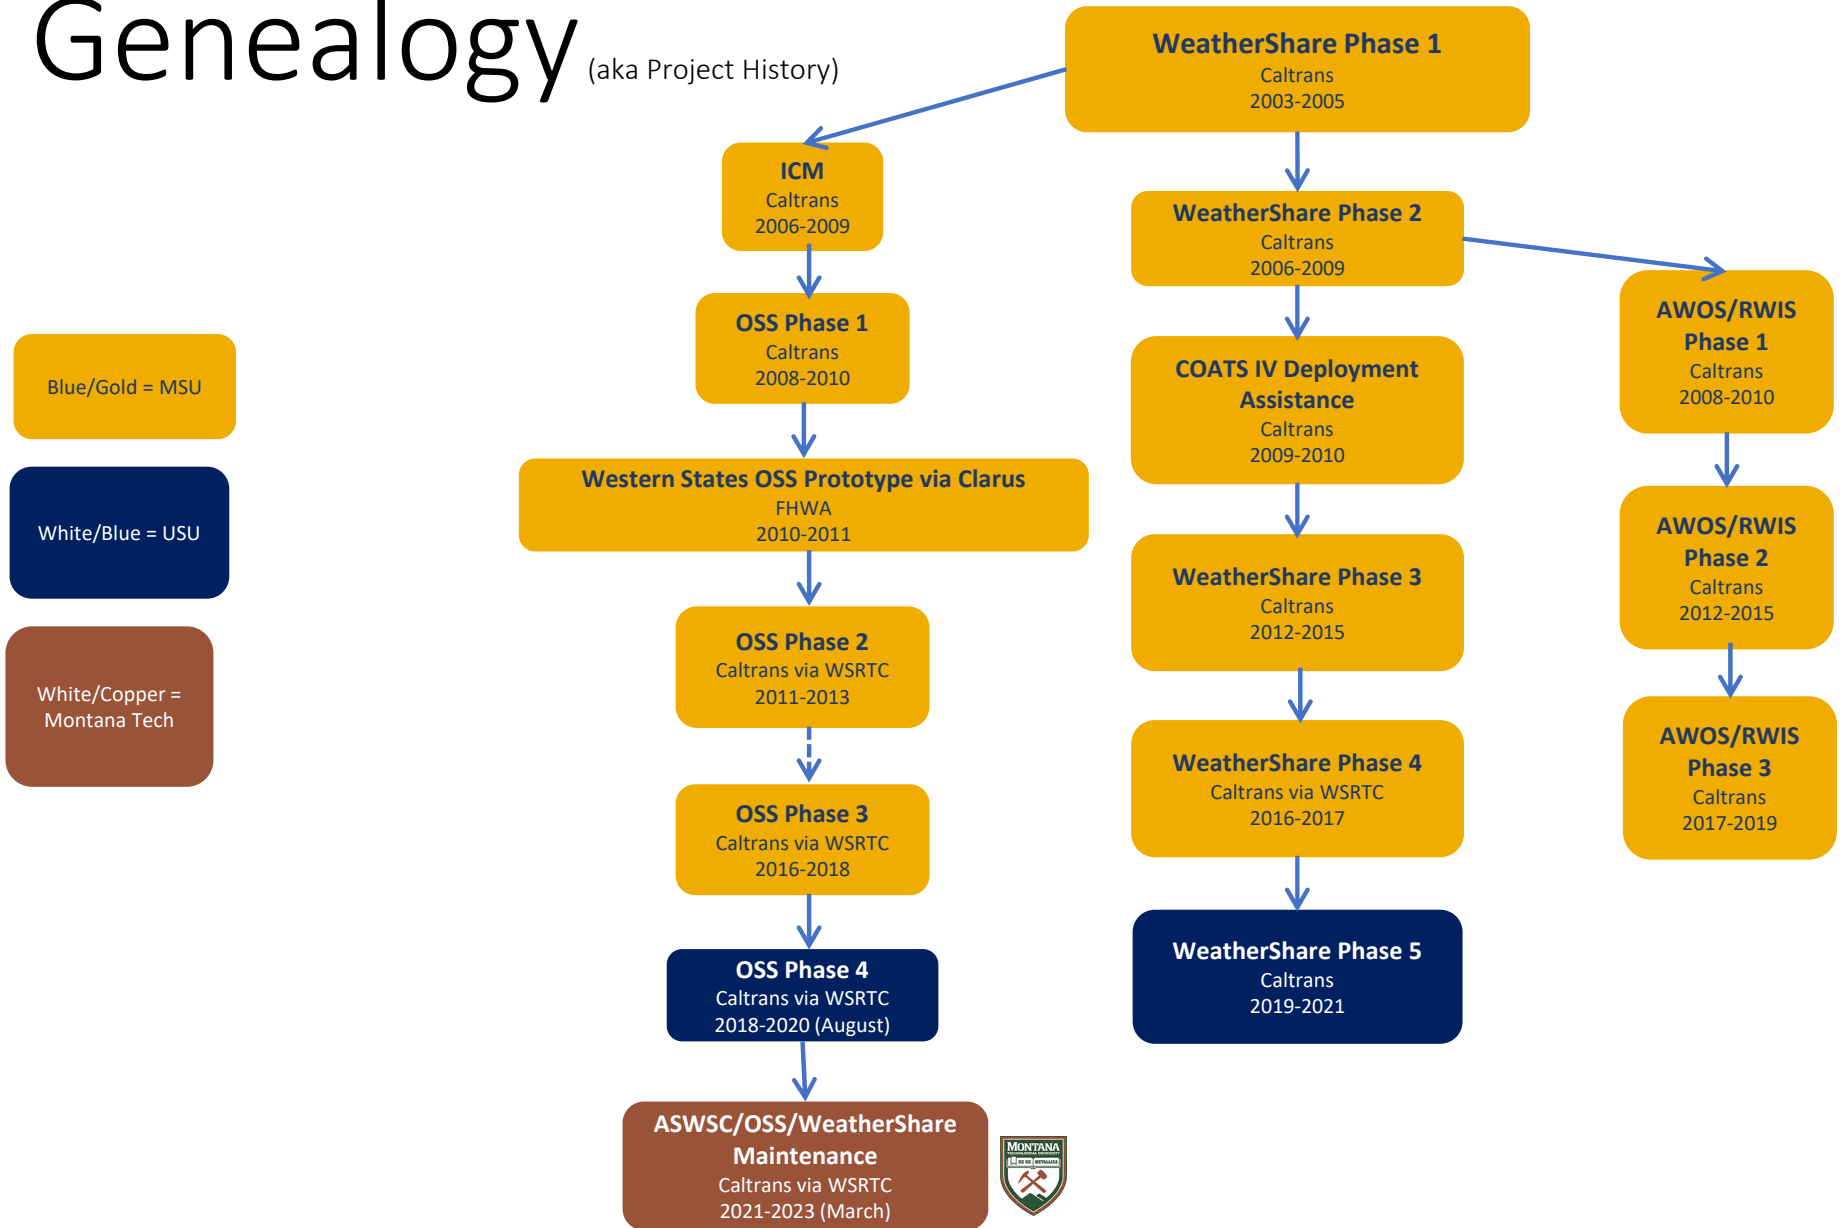 Genealogy (aka Project History)
WeatherShare Phase 1
Caltrans
2003-2005
ICM
Caltrans
2006-2009
WeatherShare Phase 2
Caltrans
2006-2009
AWOS/RWIS
Phase 1
Caltrans
2008-2010
OSS Phase 1
Caltrans
2008-2010
COATS IV Deployment
Assistance
Caltrans
2009-2010
Blue/Gold = MSU
Western States OSS Prototype via Clarus
FHWA
2010-2011
White/Blue = USU
AWOS/RWIS
Phase 2
Caltrans
2012-2015
WeatherShare Phase 3
Caltrans
2012-2015
OSS Phase 2
Caltrans via WSRTC
2011-2013
White/Copper =
Montana Tech
WeatherShare Phase 4
Caltrans via WSRTC
2016-2017
AWOS/RWIS
Phase 3
Caltrans
2017-2019
OSS Phase 3
Caltrans via WSRTC
2016-2018
OSS Phase 4
Caltrans via WSRTC
2018-2020 (August)
WeatherShare Phase 5
Caltrans
2019-2021
ASWSC/OSS/WeatherShare
Maintenance
Caltrans via WSRTC
2021-2023 (March)
MONTANA
TECHNOLOGICAL UNIVERSITY
DE RE METALLICA